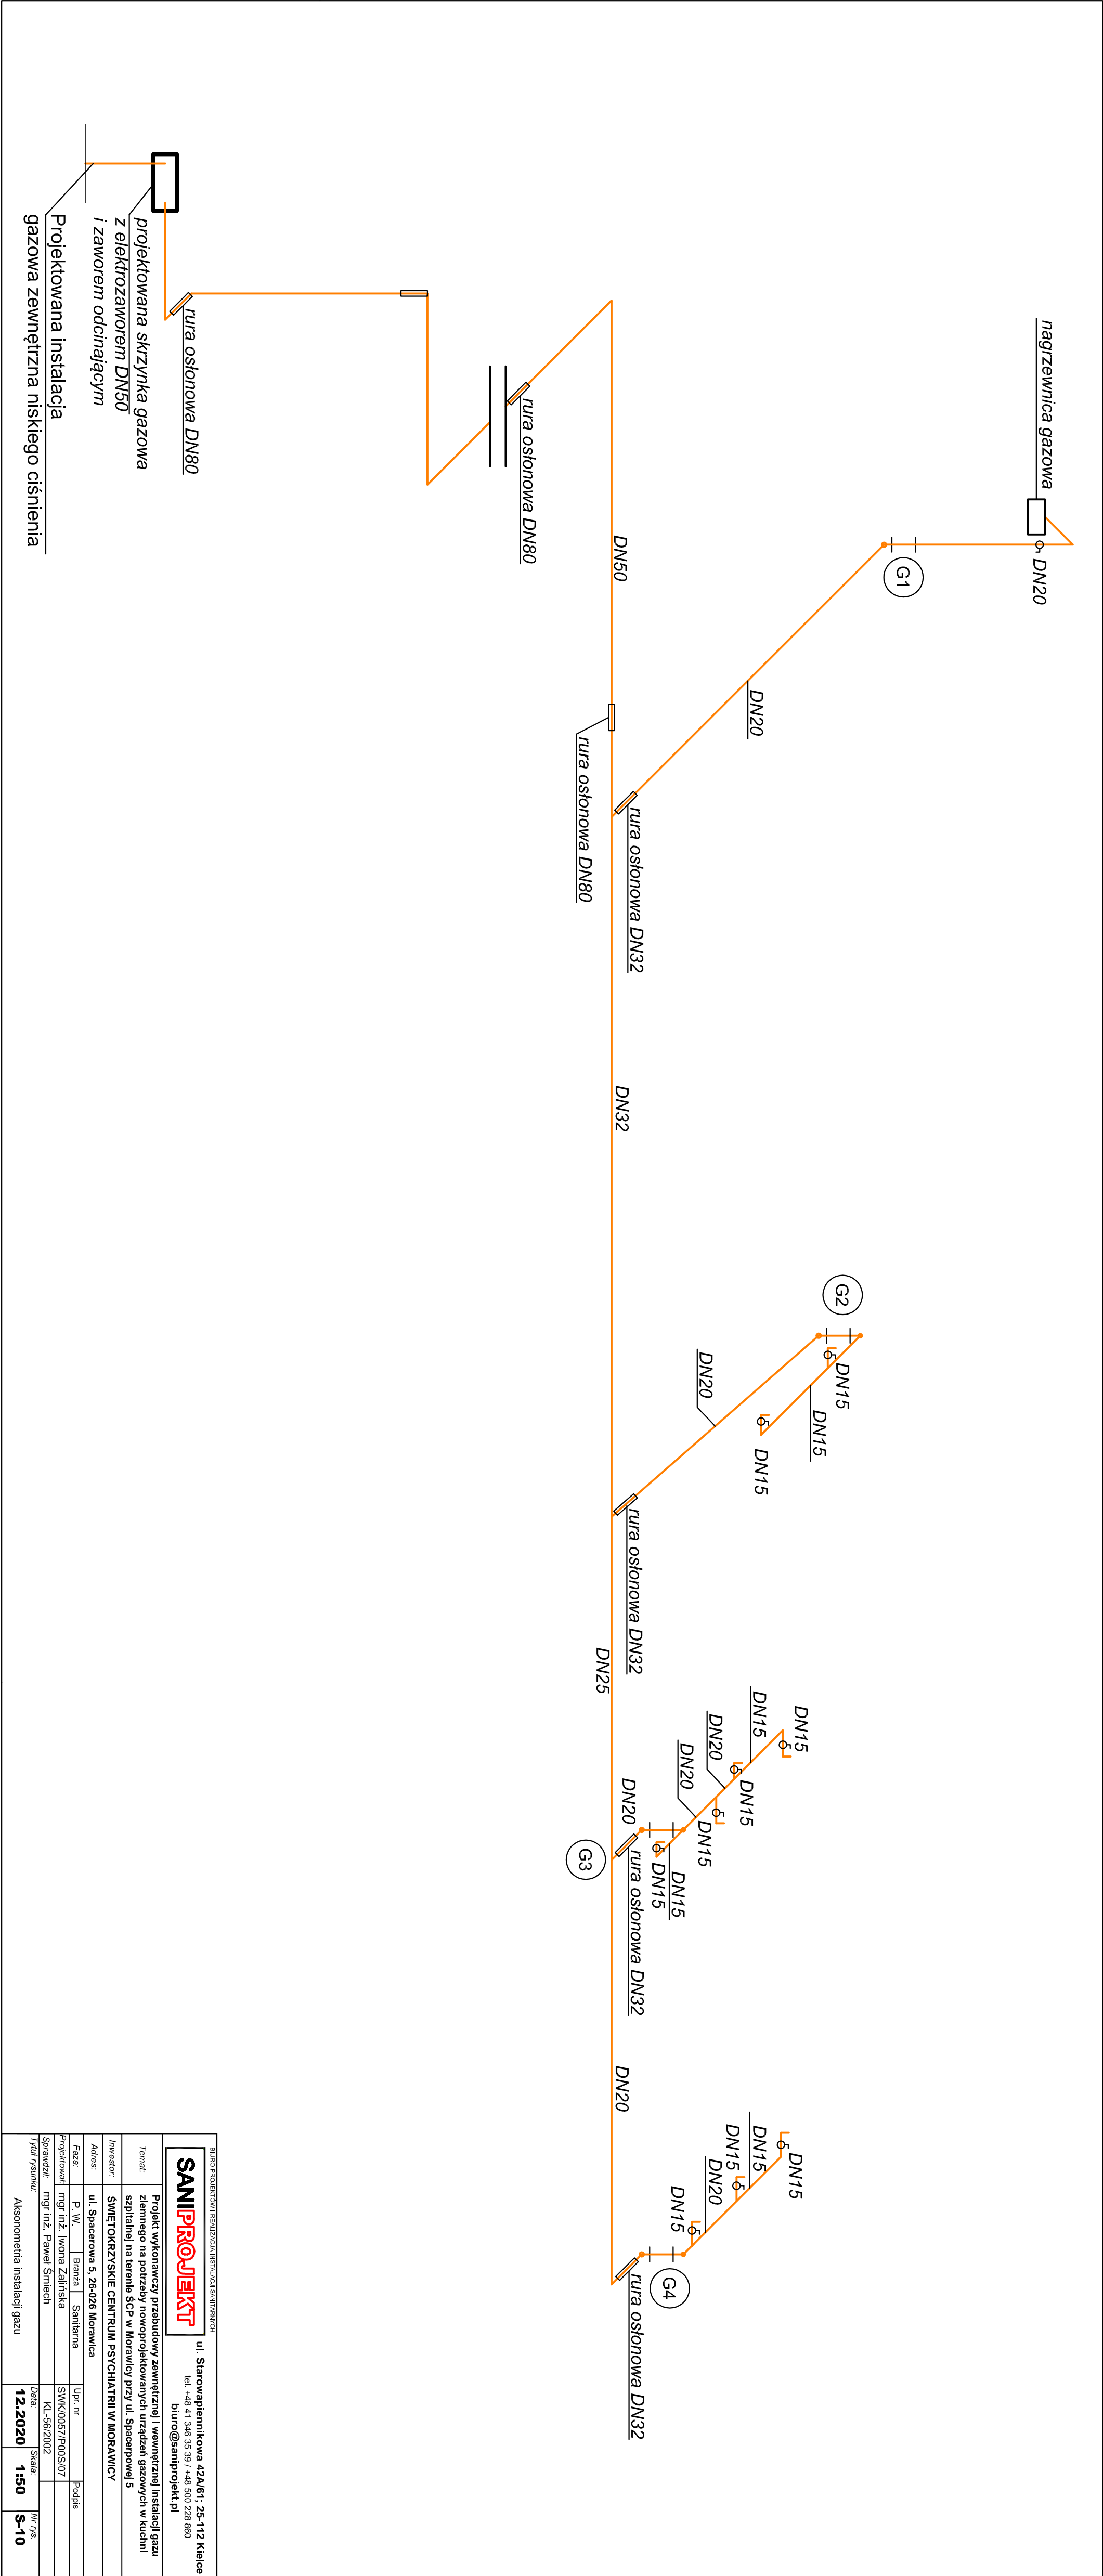 nagrzewnica gazowa
DN20
G1
DN20
rura osłonowa DN32
DN50
rura osłonowa DN80
rura osłonowa DN80
rura osłonowa DN80
projektowana skrzynka gazowa
z elektrozaworem DN50
i zaworem odcinającym
Projektowana instalacja
gazowa zewnętrzna niskiego ciśnienia
DN32
G2
DN15
DN15
DN15
DN20
rura osłonowa DN32
DN25
DN15
DN15
DN20
DN15
DN20
DN15
DN15
DN15
DN20
rura osłonowa DN32
G3
DN20
DN15
DN15
DN15
DN20
DN15
G4
rura osłonowa DN32
BIURO PROJEKTÓW I REALIZACJA INSTALACJI SANITARNYCH
SANIPROJEKT
ul. Starowapiennikowa 42A/61; 25-112 Kielce
tel. +48 41 346 35 39 / +48 500 228 860
biuro@saniprojekt.pl
Temat:
Projekt wykonawczy przebudowy zewnętrznej i wewnętrznej instalacji gazu
ziemnego na potrzeby nowoprojektowanych urządzeń gazowych w kuchni
szpitalnej na terenie ŚCP w Morawicy przy ul. Spacerpowej 5
Inwestor: ŚWIĘTOKRZYSKIE CENTRUM PSYCHIATRII W MORAWICY
Adres: ul. Spacerowa 5, 26-026 Morawica
Faza: P. W. Branża Sanitarna Upr. nr Podpis
Projektował: mgr inż. Iwona Zalińska SWK/0057/P00S/07
Sprawdził: mgr inż. Paweł Śmiech KL-56/2002
Tytuł rysunku: Data: Skala: Nr rys.
Aksonometria instalacji gazu 12.2020 1:50 S-10